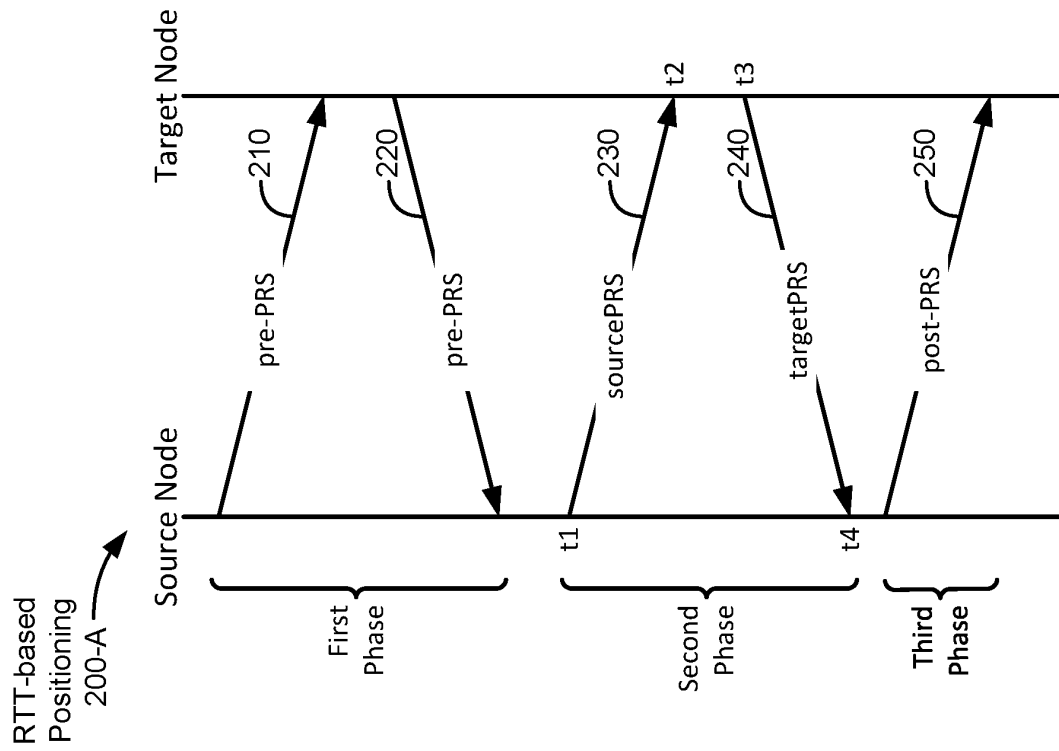 RTT-based
Positioning
200-A
Source Node
Target Node
First
Phase
pre-PRS
210
pre-PRS
220
Second
Phase
t1
sourcePRS
230
t2
t3
240
targetPRS
t4
Third
Phase
post-PRS
250